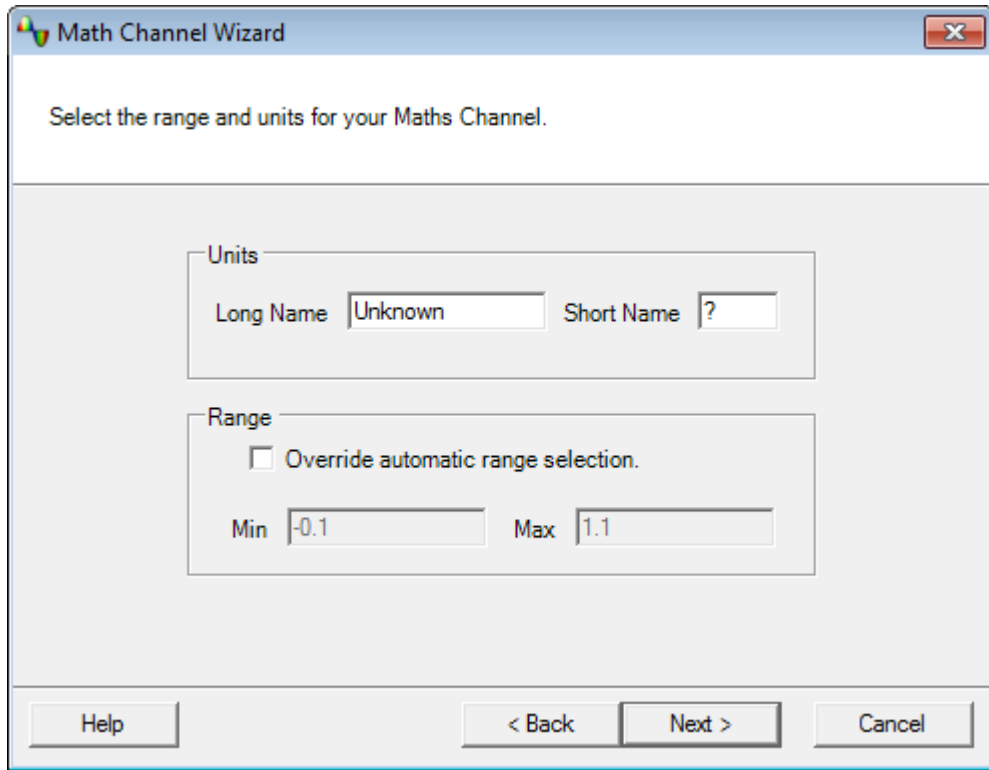 Math Channel Wizard
Select the range and units for your Maths Channel.
Units
Long Name Unknown Short Name ?
Range
Override automatic range selection.
Min -0.1 Max 1.1
Help < Back Next > Cancel